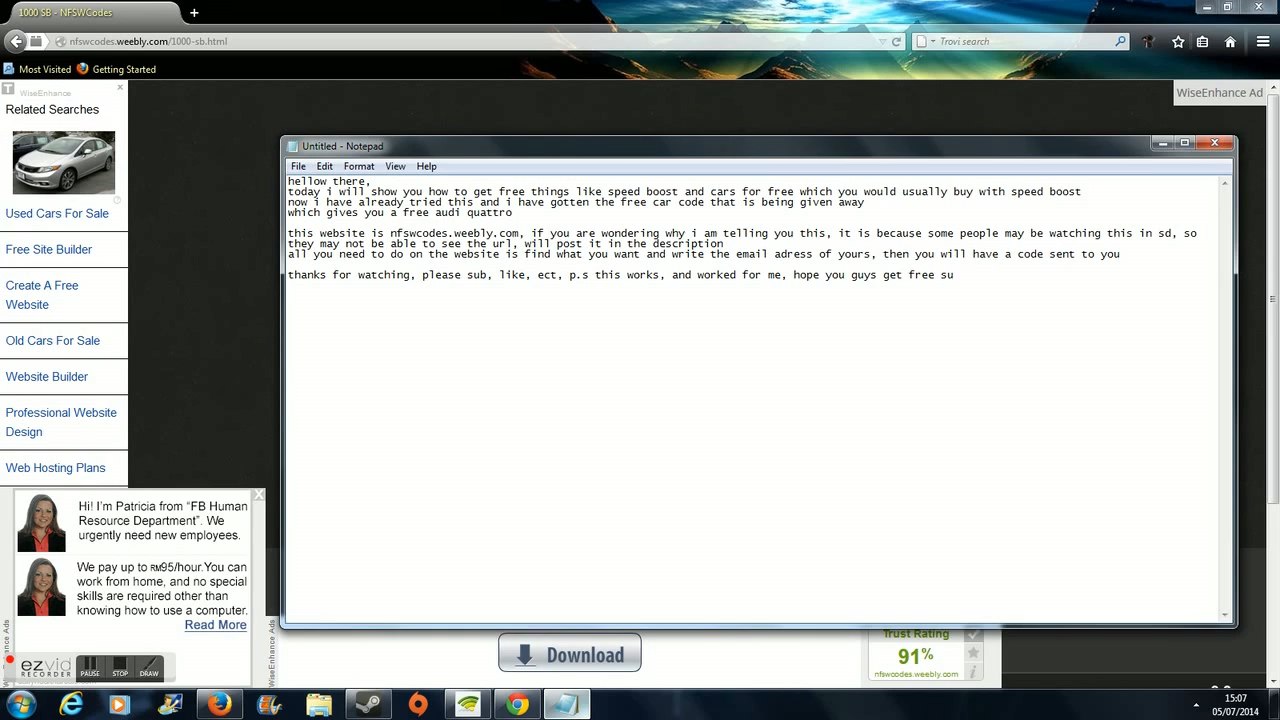 1000 SB - NFSWCodes
nfswcodes.weebly.com/1000-sb.html
Trovi search
Most Visited
Getting Started
WiseEnhance
WiseEnhance Ad
Related Searches
Used Cars For Sale
Free Site Builder
Create A Free
Website
Old Cars For Sale
Website Builder
Professional Website
Design
Web Hosting Plans
Untitled - Notepad
File Edit Format View Help
hellow there,
today i will show you how to get free things like speed boost and cars for free which you would usually buy with speed boost
now i have already tried this and i have gotten the free car code that is being given away
which gives you a free audi quattro
this website is nfswcodes.weebly.com, if you are wondering why i am telling you this, it is because some people may be watching this in sd, so
they may not be able to see the url, will post it in the description
all you need to do on the website is find what you want and write the email adress of yours, then you will have a code sent to you
thanks for watching, please sub, like, ect, p.s this works, and worked for me, hope you guys get free su
Hi! I'm Patricia from "FB Human
Resource Department". We
urgently need new employees.
We pay up to RM95/hour.You can
work from home, and no special
skills are required other than
knowing how to use a computer.
Read More
WiseEnhance Ads
ezvid
RECORDER
PAUSE
STOP
DRAW
Download
Trust Rating
91%
nfswcodes.weebly.com
15:07
05/07/2014